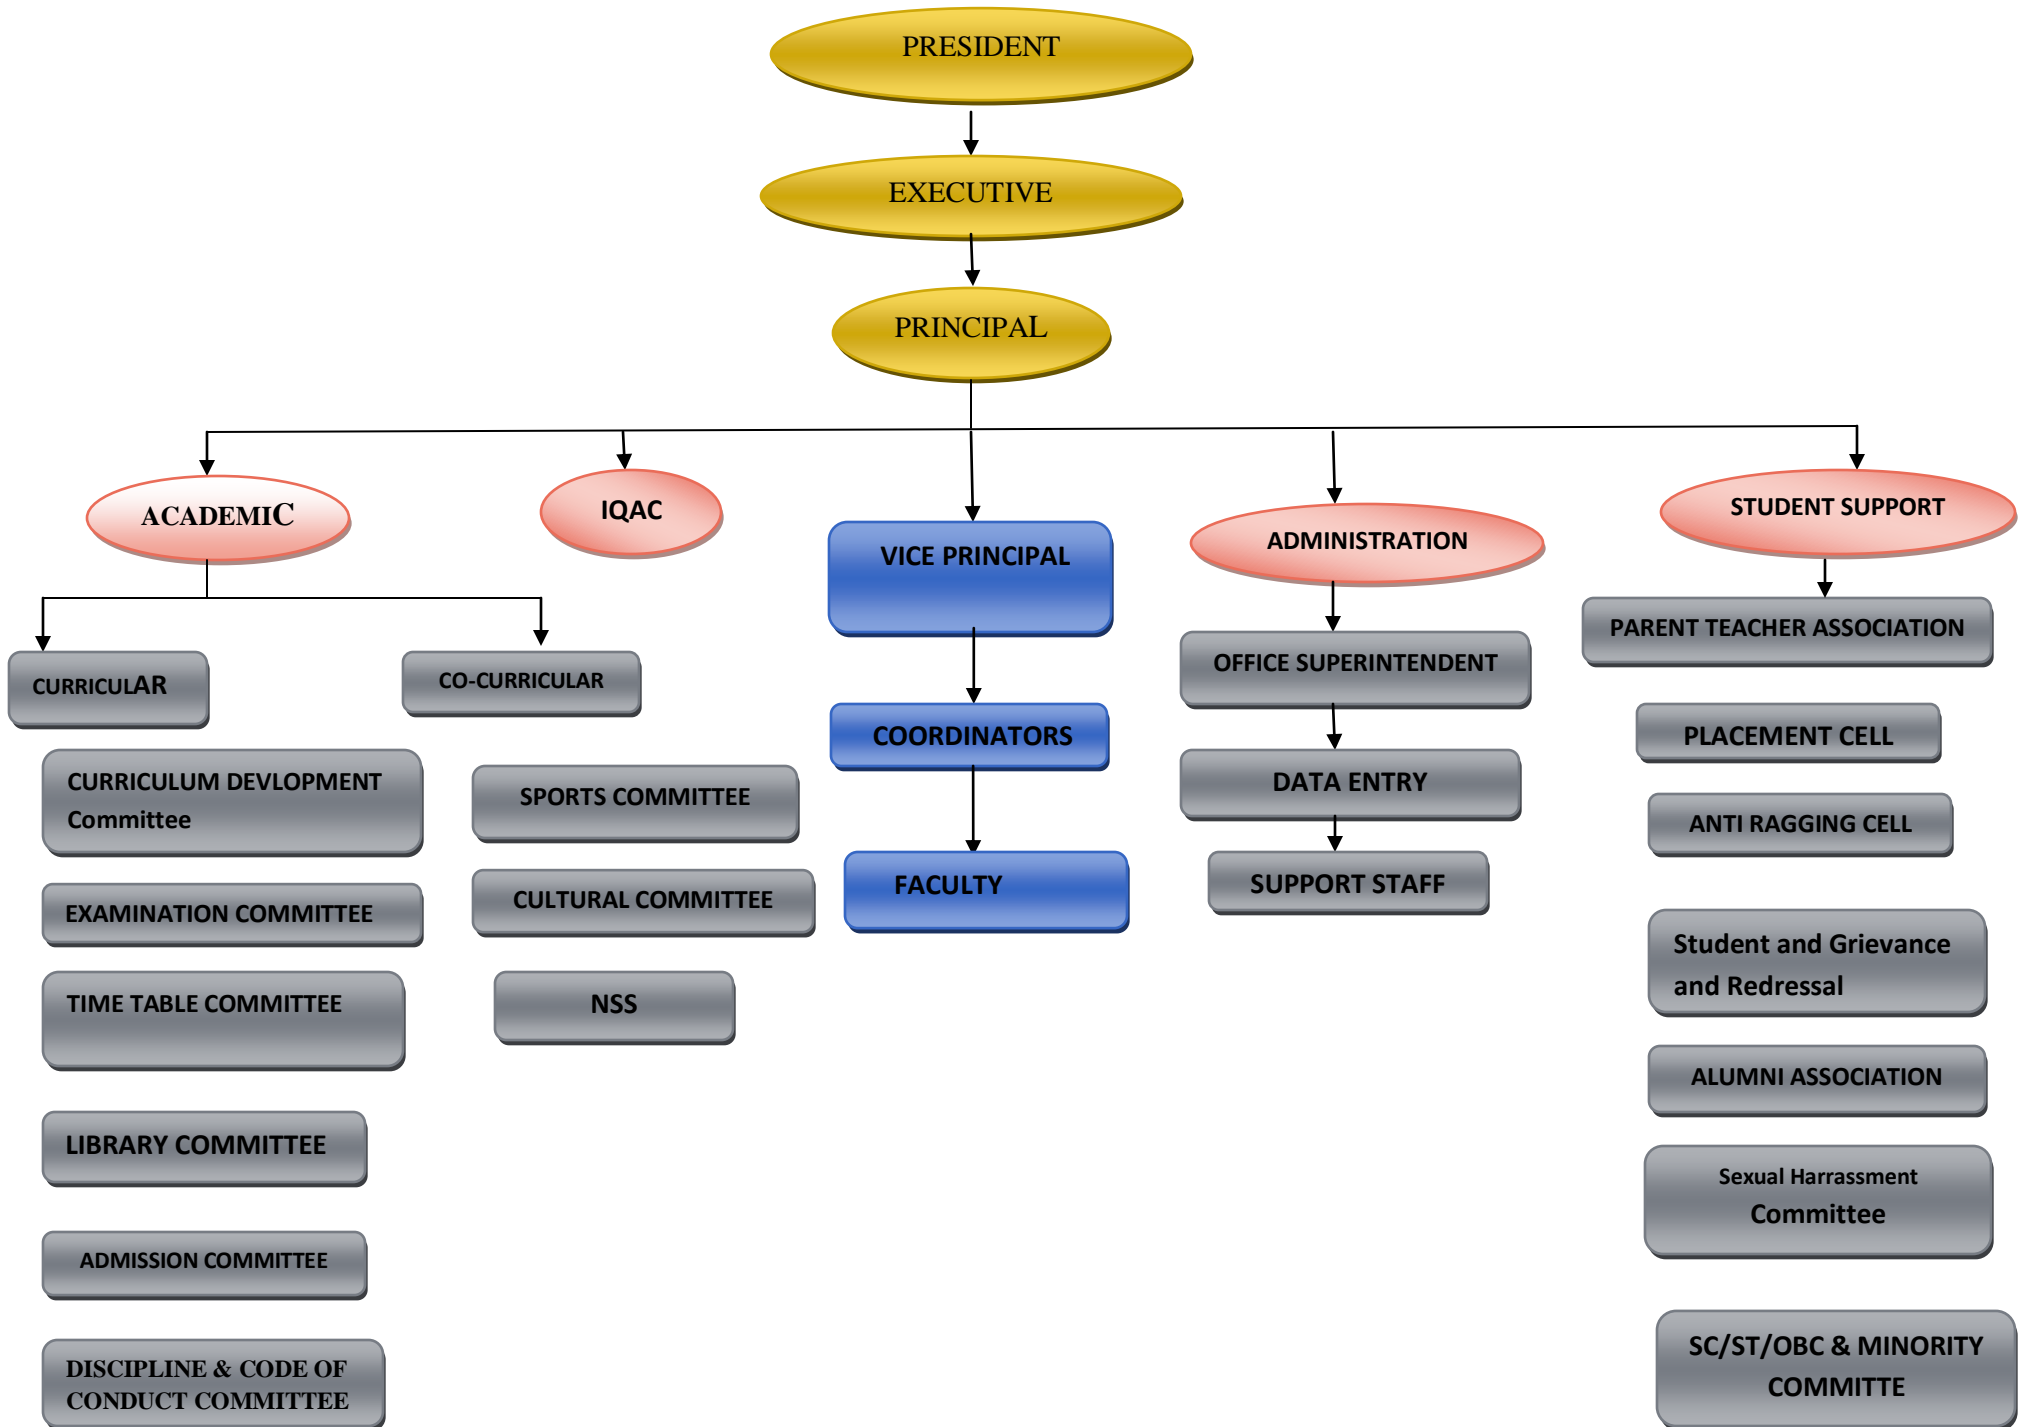 PRESIDENT
EXECUTIVE
PRINCIPAL
ACADEMIC
IQAC
VICE PRINCIPAL
ADMINISTRATION
STUDENT SUPPORT
CURRICULAR
CO-CURRICULAR
CURRICULUM DEVLOPMENT
Committee
EXAMINATION COMMITTEE
TIME TABLE COMMITTEE
LIBRARY COMMITTEE
ADMISSION COMMITTEE
DISCIPLINE & CODE OF
CONDUCT COMMITTEE
SPORTS COMMITTEE
CULTURAL COMMITTEE
NSS
COORDINATORS
FACULTY
OFFICE SUPERINTENDENT
DATA ENTRY
SUPPORT STAFF
PARENT TEACHER ASSOCIATION
PLACEMENT CELL
ANTI RAGGING CELL
Student and Grievance
and Redressal
ALUMNI ASSOCIATION
Sexual Harrassment
Committee
SC/ST/OBC & MINORITY
COMMITTE